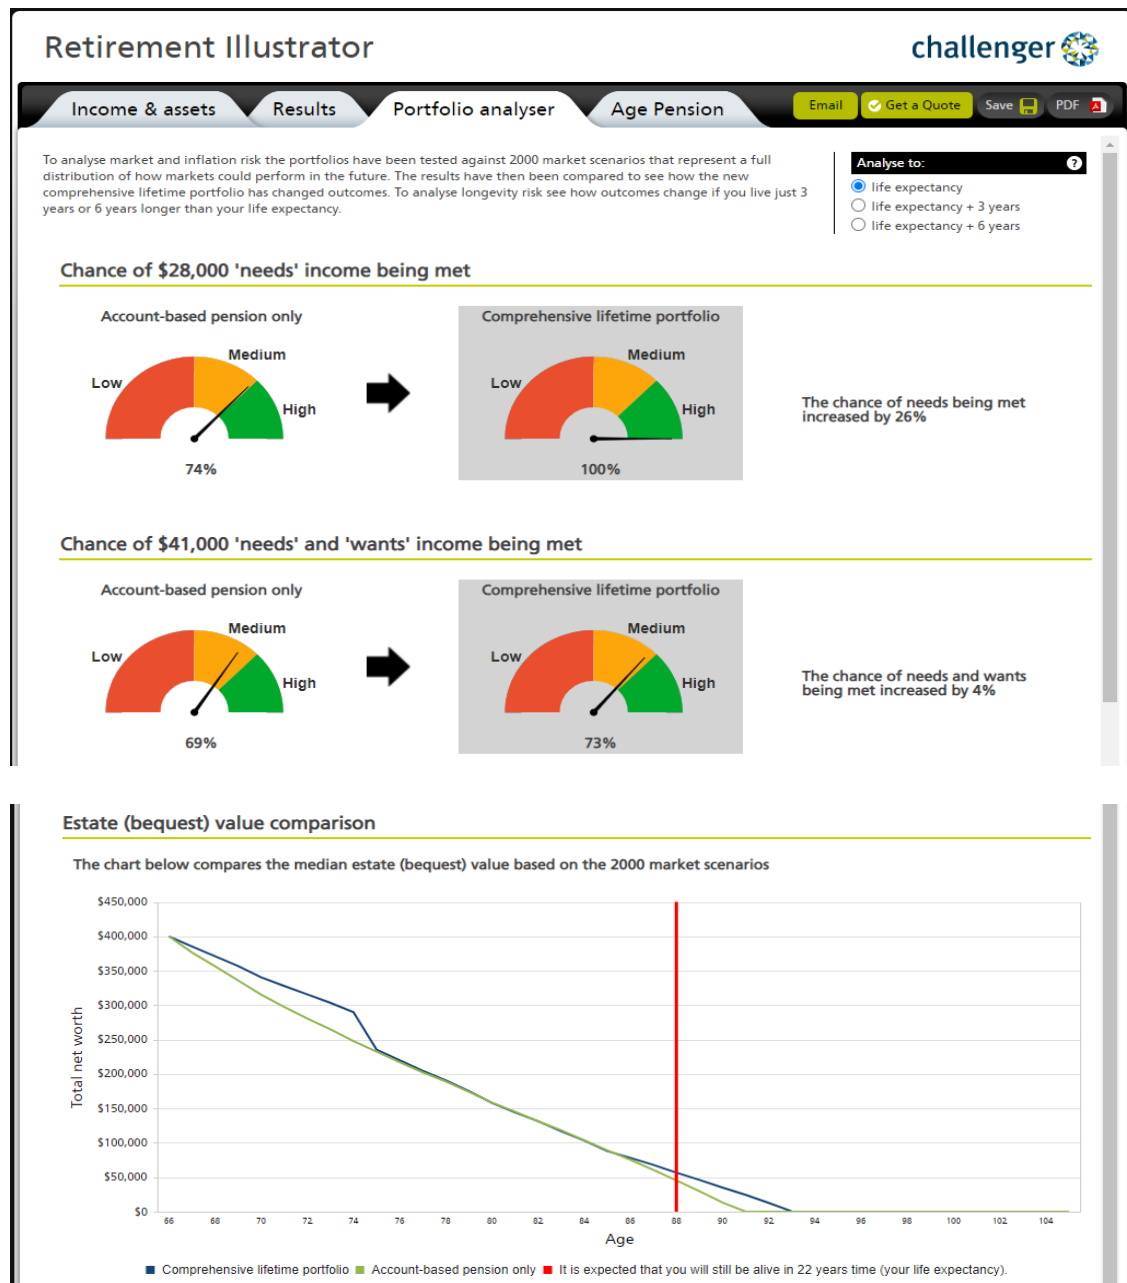 Retirement Illustrator
challenger
Income & assets
Results
Portfolio analyser
Age Pension
Email
Get a Quote
Save
PDF
To analyse market and inflation risk the portfolios have been tested against 2000 market scenarios that represent a full
distribution of how markets could perform in the future. The results have then been compared to see how the new
comprehensive lifetime portfolio has changed outcomes. To analyse longevity risk see how outcomes change if you live just 3
years or 6 years longer than your life expectancy.
Analyse to:
?
life expectancy
life expectancy + 3 years
life expectancy + 6 years
Chance of $28,000 'needs' income being met
Account-based pension only
Low
Medium
High
74%
Comprehensive lifetime portfolio
Low
Medium
High
100%
The chance of needs being met
increased by 26%
Chance of $41,000 'needs' and 'wants' income being met
Account-based pension only
Low
Medium
High
69%
Comprehensive lifetime portfolio
Low
Medium
High
73%
The chance of needs and wants
being met increased by 4%
Estate (bequest) value comparison
The chart below compares the median estate (bequest) value based on the 2000 market scenarios
Total net worth
$450,000
$400,000
$350,000
$300,000
$250,000
$200,000
$150,000
$100,000
$50,000
$0
66 68 70 72 74 76 78 80 82 84 86 88 90 92 94 96 98 100 102 104
Age
Comprehensive lifetime portfolio Account-based pension only It is expected that you will still be alive in 22 years time (your life expectancy).